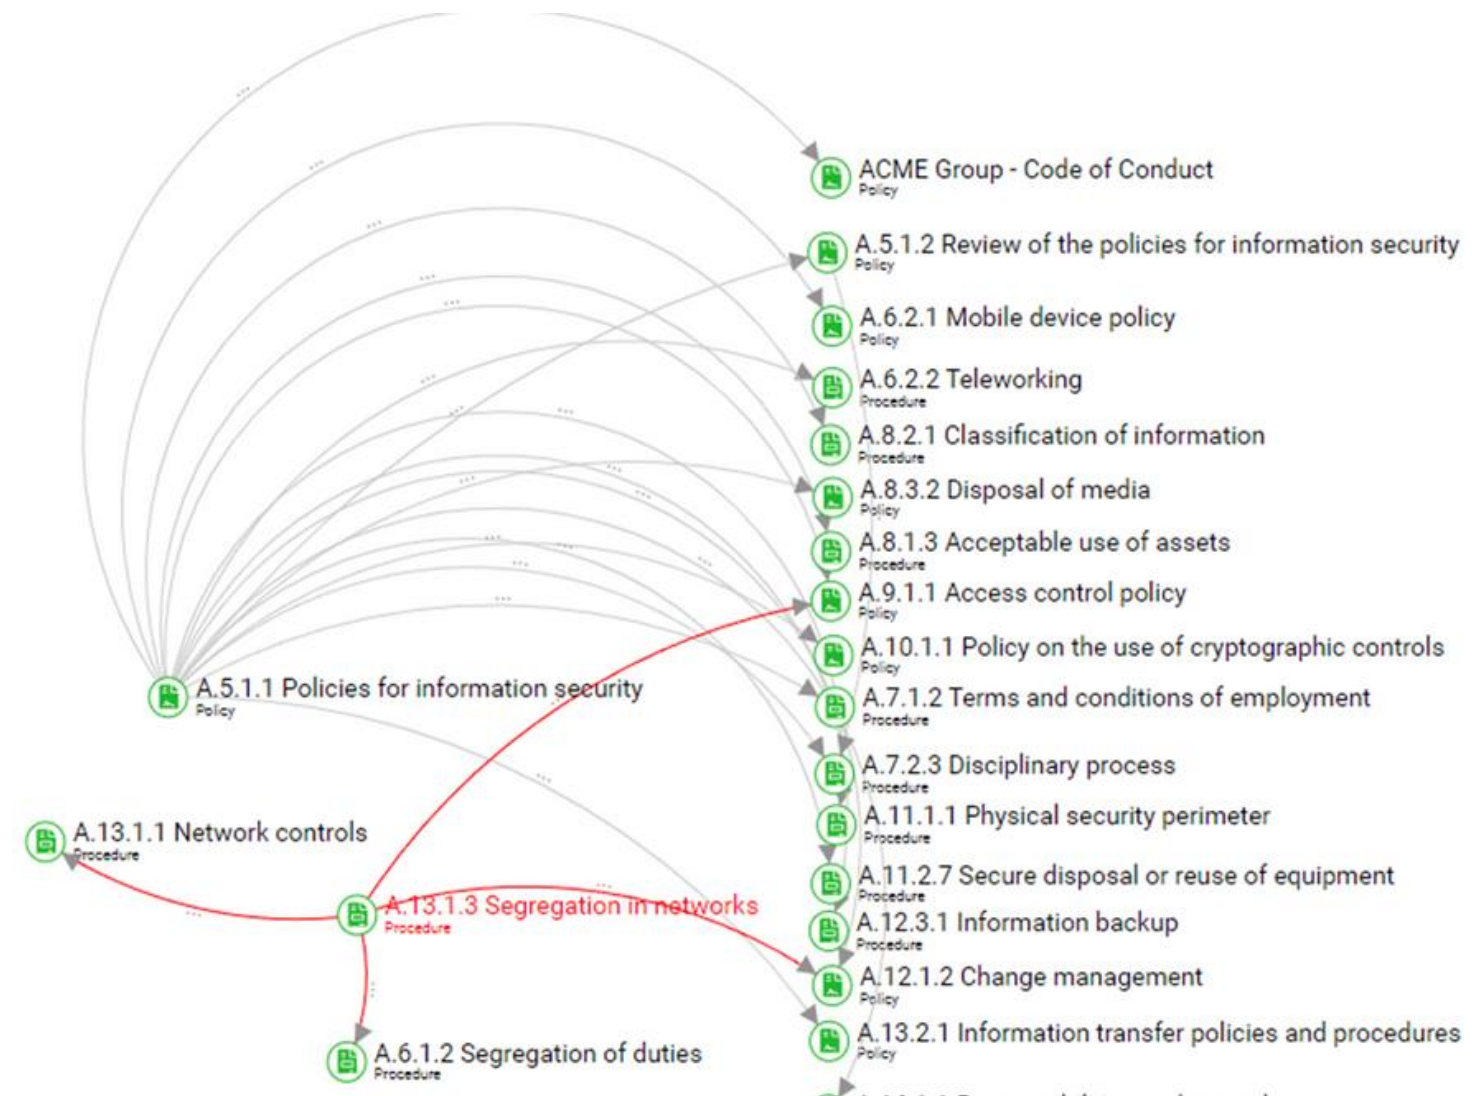 ACME Group - Code of Conduct
Policy
A.5.1.2 Review of the policies for information security
Policy
A.6.2.1 Mobile device policy
Policy
A.6.2.2 Teleworking
Procedure
A.8.2.1 Classification of information
Procedure
A.8.3.2 Disposal of media
Policy
A.8.1.3 Acceptable use of assets
Procedure
A.9.1.1 Access control policy
Policy
A.10.1.1 Policy on the use of cryptographic controls
Policy
A.5.1.1 Policies for information security
Policy
A.7.1.2 Terms and conditions of employment
Procedure
A.7.2.3 Disciplinary process
Procedure
A.11.1.1 Physical security perimeter
Procedure
A.13.1.1 Network controls
Procedure
A.11.2.7 Secure disposal or reuse of equipment
Procedure
A.13.1.3 Segregation in networks
Procedure
A.12.3.1 Information backup
Procedure
A.12.1.2 Change management
Policy
A.13.2.1 Information transfer policies and procedures
Policy
A.6.1.2 Segregation of duties
Procedure